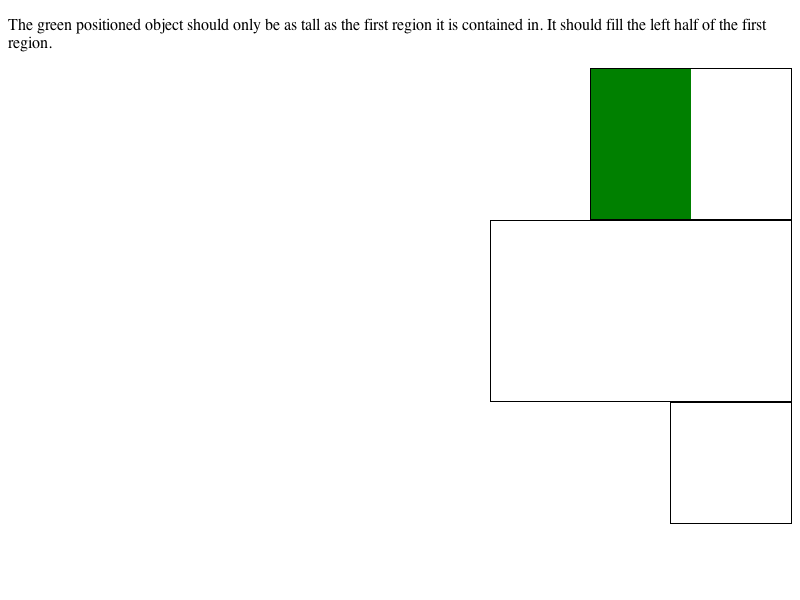 The green positioned object should only be as tall as the first region it is contained in. It should fill the left half of the first
region.